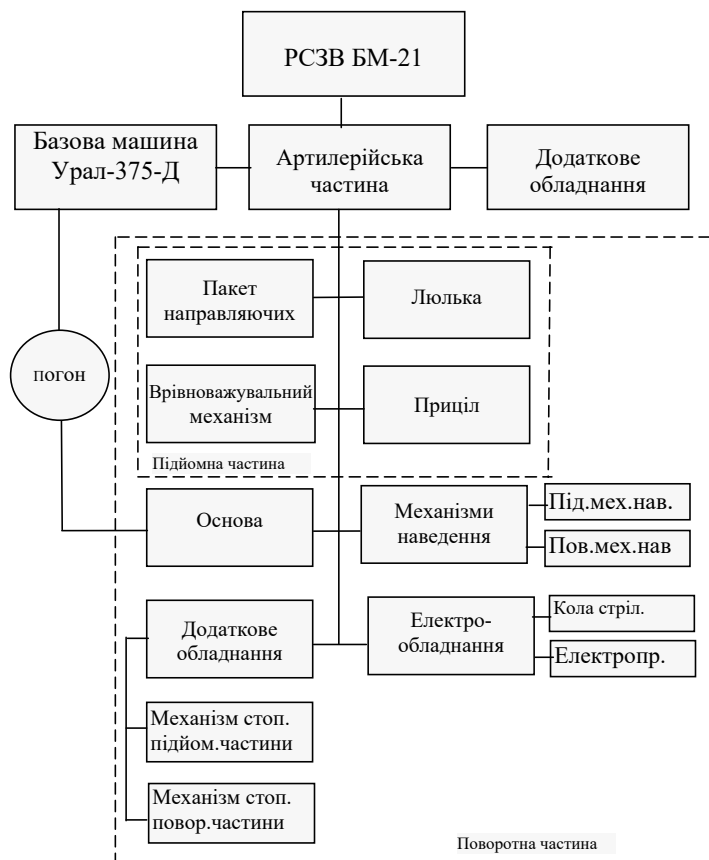 РСЗВ БМ-21
Базова машина
Урал-375-Д
Артилерійська
частина
Додаткове
обладнання
Пакет
направляючих
Люлька
погон
Врівноважувальний
механізм
Приціл
Підйомна частина
Основа
Механізми
наведення
Під.мех.нав.
Пов.мех.нав
Додаткове
обладнання
Електро-
обладнання
Кола стріл.
Електропр.
Механізм стоп.
підйом.частини
Механізм стоп.
повор.частини
Поворотна частина